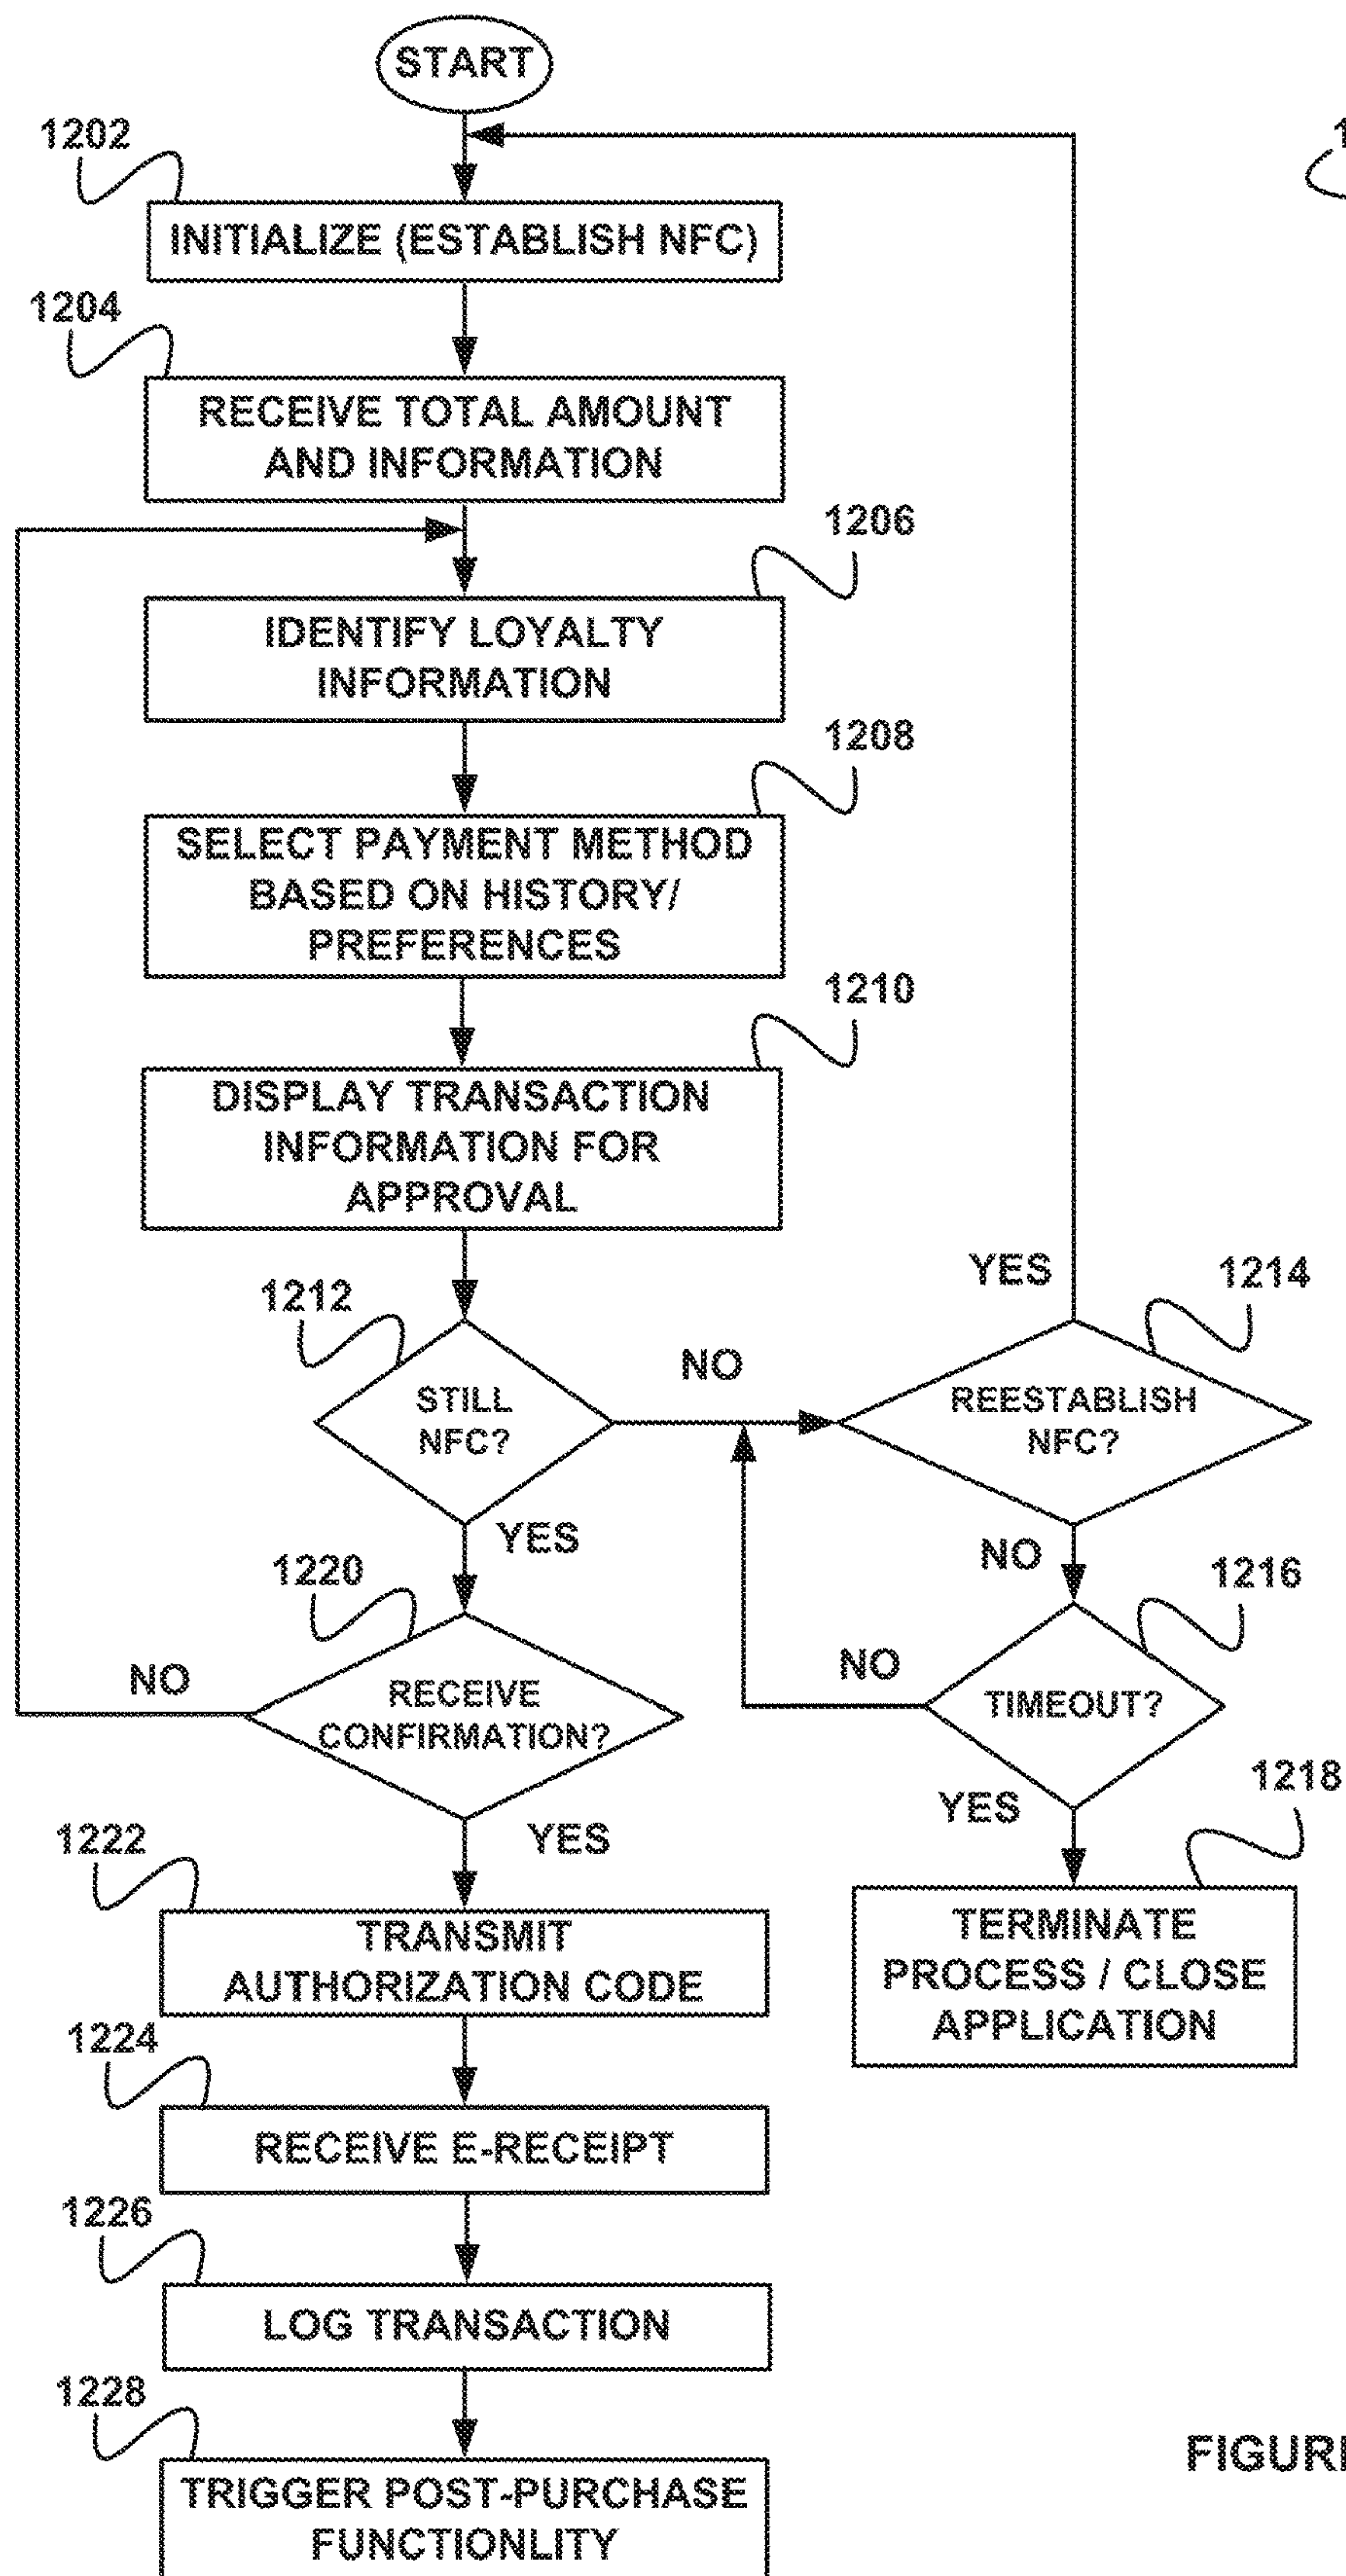 START
1202
INITIALIZE (ESTABLISH NFC)
1204
RECEIVE TOTAL AMOUNT
AND INFORMATION
1206
IDENTIFY LOYALTY
INFORMATION
1208
SELECT PAYMENT METHOD
BASED ON HISTORY/
PREFERENCES
1210
DISPLAY TRANSACTION
INFORMATION FOR
APPROVAL
1212
STILL
NFC?
NO
YES
1214
REESTABLISH
NFC?
YES
NO
1216
TIMEOUT?
NO
YES
1218
TERMINATE
PROCESS / CLOSE
APPLICATION
1220
RECEIVE
CONFIRMATION?
NO
YES
1222
TRANSMIT
AUTHORIZATION CODE
1224
RECEIVE E-RECEIPT
1226
LOG TRANSACTION
1228
TRIGGER POST-PURCHASE
FUNCTIONLITY